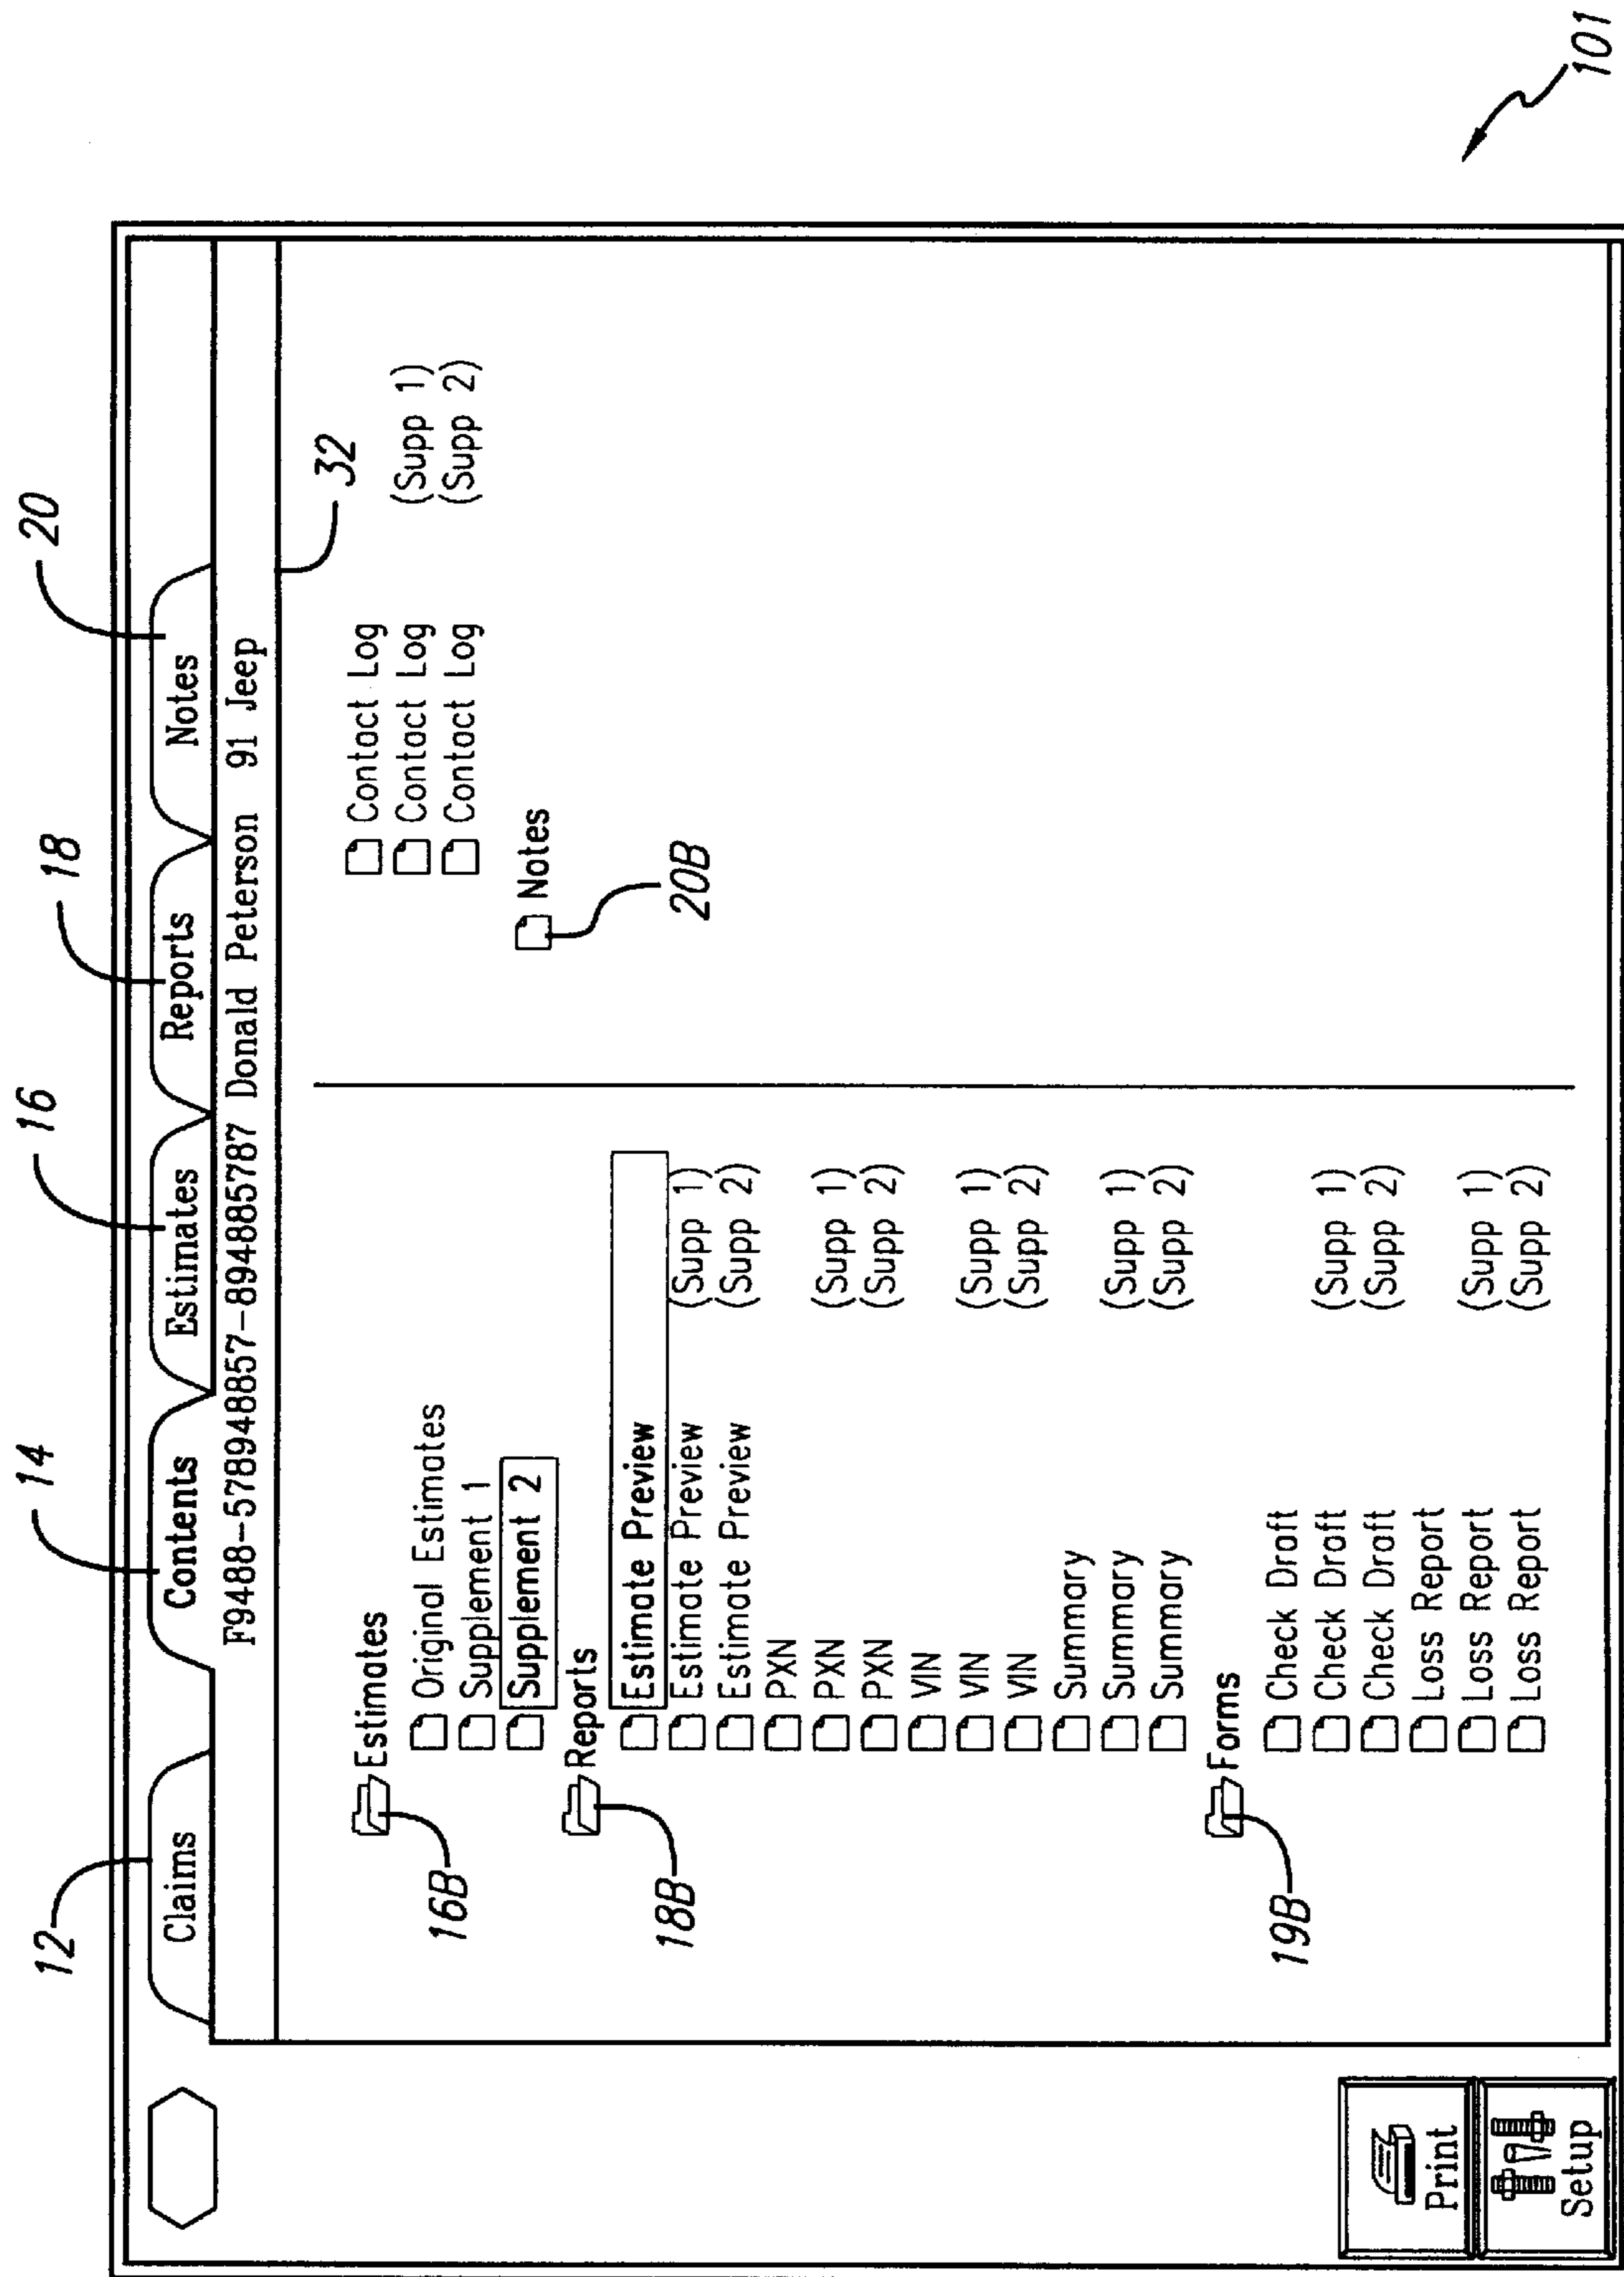 12
14
16
18
20
Claims
Contents
Estimates
Reports
Notes
F9488-578948857-894885787 Donald Peterson 91 Jeep
32
16B
Estimates
Original Estimates
Supplement 1
Supplement 2
18B
Reports
Estimate Preview
Estimate Preview (Supp 1)
Estimate Preview (Supp 2)
PXN
PXN (Supp 1)
PXN (Supp 2)
VIN
VIN (Supp 1)
VIN (Supp 2)
Summary
Summary (Supp 1)
Summary (Supp 2)
19B
Forms
Check Draft
Check Draft (Supp 1)
Check Draft (Supp 2)
Loss Report
Loss Report (Supp 1)
Loss Report (Supp 2)
Contact Log
Contact Log (Supp 1)
Contact Log (Supp 2)
Notes
20B
Print
Setup
101